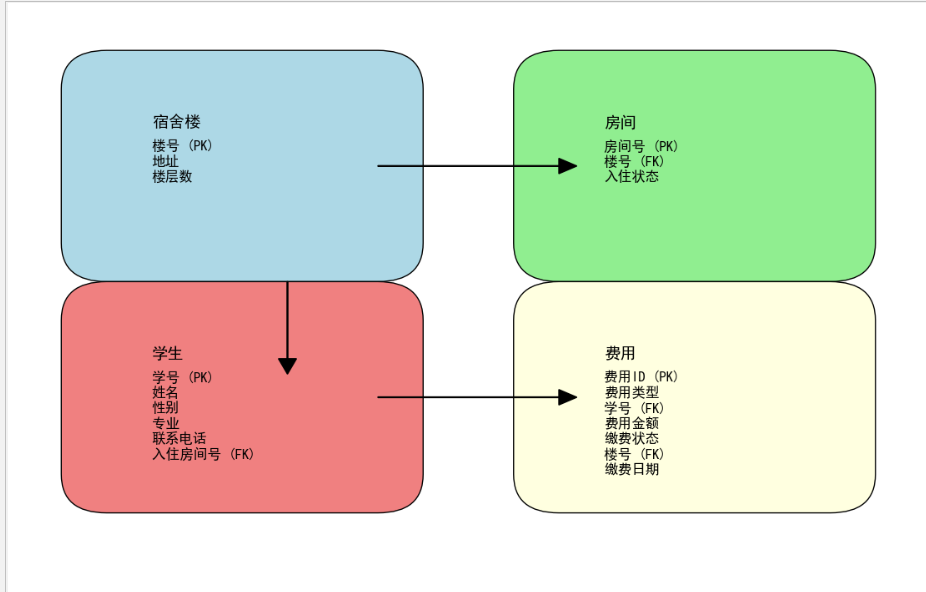 宿舍楼
楼号 (PK)
地址
楼层数
房间
房间号 (PK)
楼号 (FK)
入住状态
学生
学号 (PK)
姓名
性别
专业
联系电话
入住房间号 (FK)
费用
费用ID (PK)
费用类型
学号 (FK)
费用金额
缴费状态
楼号 (FK)
缴费日期